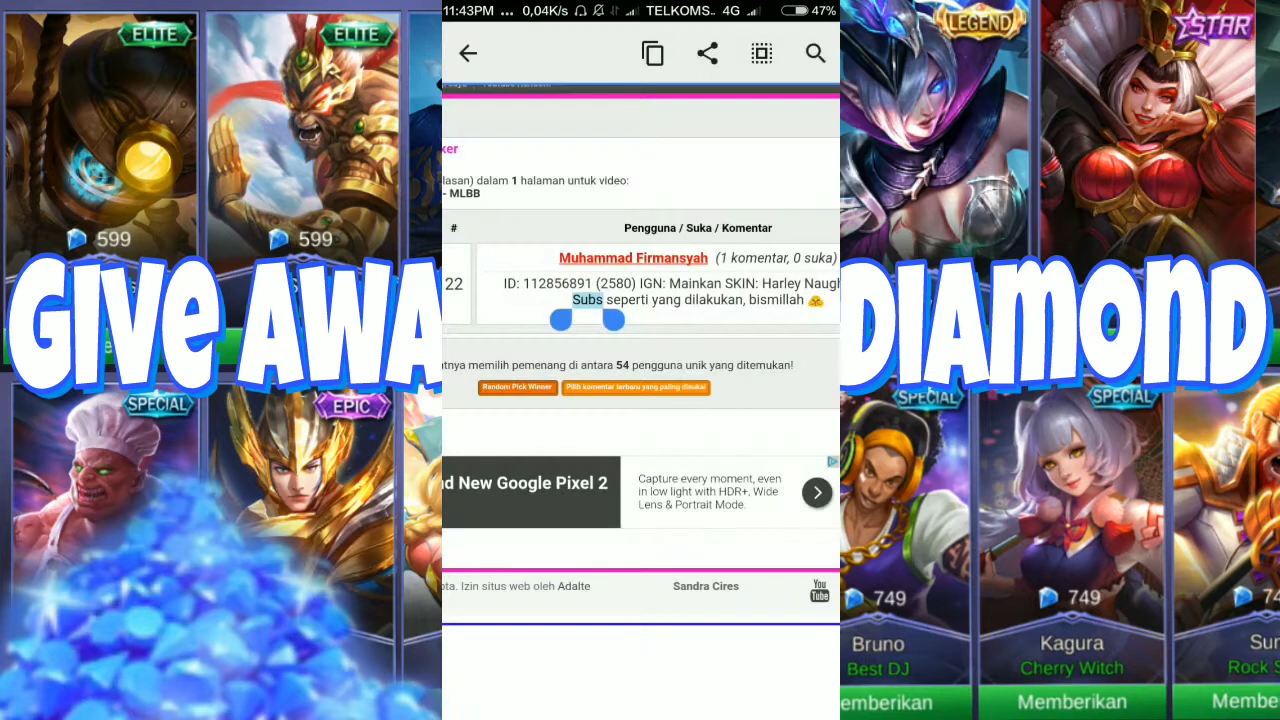 ELITE
ELITE
599
599
GIVE AWA
SPECIAL
EPIC
11:43PM ... 0,04K/s TELKOMS.. 4G 47%
ker
lasan) dalam 1 halaman untuk video:
- MLBB
#
Pengguna / Suka / Komentar
22
Muhammad Firmansyah (1 komentar, 0 suka)
ID: 112856891 (2580) IGN: Mainkan SKIN: Harley Naugh
Subs seperti yang dilakukan, bismillah 🤗
tnya memilih pemenang di antara 54 pengguna unik yang ditemukan!
Random Pick Winner
Pilih komentar terbaru yang paling disukai
d New Google Pixel 2
Capture every moment, even
in low light with HDR+. Wide
Lens & Portrait Mode.
ta. Izin situs web oleh Adalte
Sandra Cires
You
Tube
LEGEND
STAR
DIAMOND
SPECIAL
SPECIAL
749
749
74
Bruno
Best DJ
emberikan
Kagura
Cherry Witch
Memberikan
Sun
Rock S
Membe